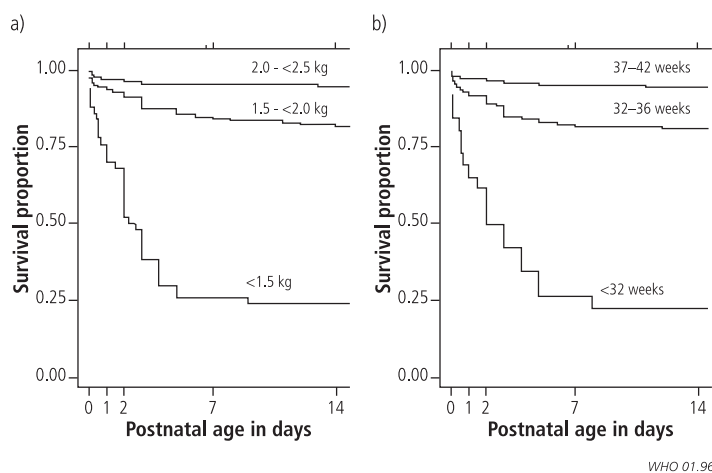 a)
Survival proportion
1.00
0.75
0.50
0.25
0.00
2.0 - <2.5 kg
1.5 - <2.0 kg
<1.5 kg
0 1 2 7 14
Postnatal age in days
b)
Survival proportion
1.00
0.75
0.50
0.25
0.00
37–42 weeks
32–36 weeks
<32 weeks
0 1 2 7 14
Postnatal age in days
WHO 01.96